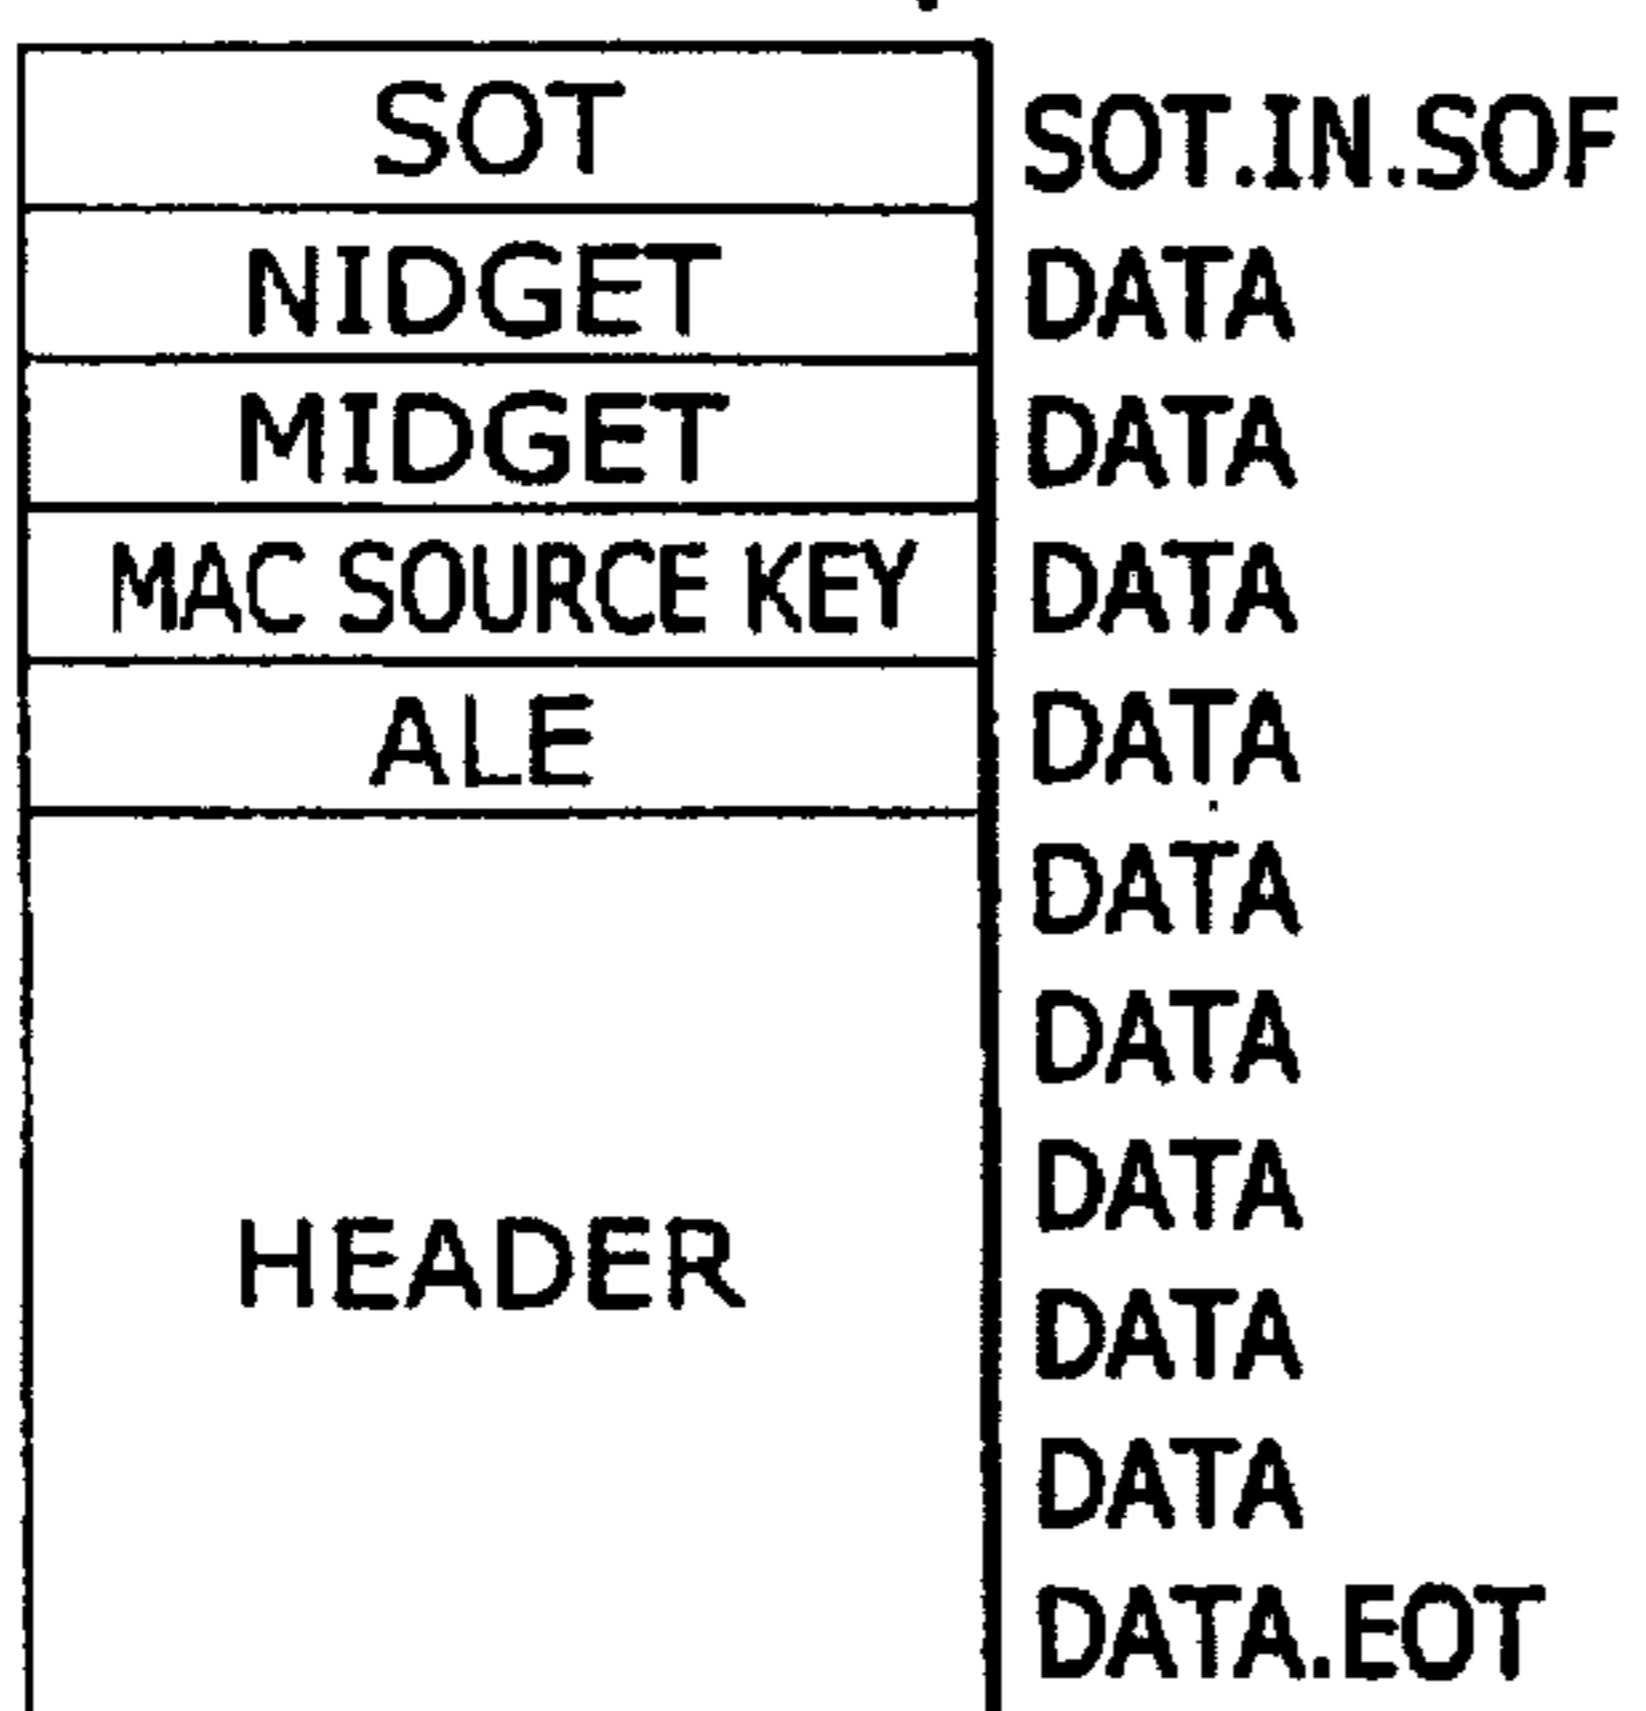 SOT SOT.IN.SOF
NIDGET DATA
MIDGET DATA
MAC SOURCE KEY DATA
ALE DATA
DATA
DATA
DATA
HEADER
DATA
DATA
DATA.EOT